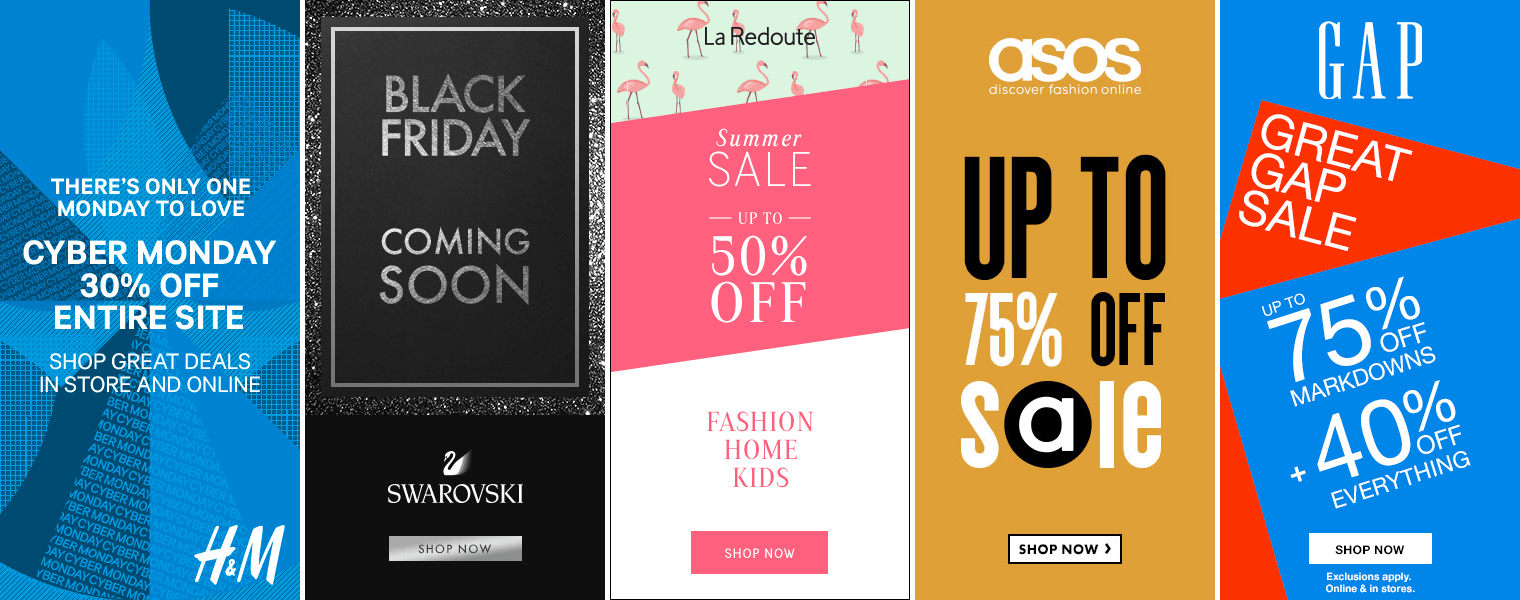 THERE'S ONLY ONE
MONDAY TO LOVE
CYBER MONDAY
30% OFF
ENTIRE SITE
SHOP GREAT DEALS
IN STORE AND ONLINE
H&M
BLACK
FRIDAY
COMING
SOON
SWAROVSKI
SHOP NOW
La Redoute
Summer
SALE
UP TO
50%
OFF
FASHION
HOME
KIDS
SHOP NOW
asos
discover fashion online
UP TO
75% OFF
sale
SHOP NOW ›
GAP
GREAT
GAP
SALE
UP TO
75%
OFF
MARKDOWNS
+ 40%
OFF
EVERYTHING
SHOP NOW
Exclusions apply.
Online & in stores.